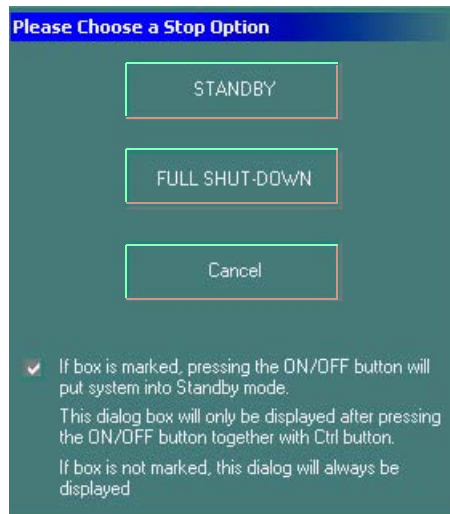 Please Choose a Stop Option
STANDBY
FULL SHUT-DOWN
Cancel
If box is marked, pressing the ON/OFF button will
put system into Standby mode.
This dialog box will only be displayed after pressing
the ON/OFF button together with Ctrl button.
If box is not marked, this dialog will always be
displayed